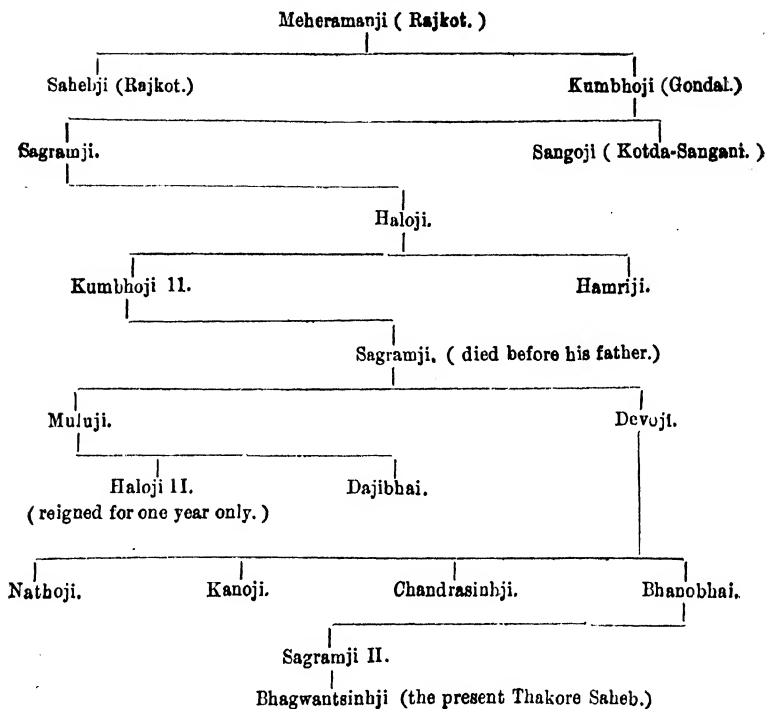 Meheramanji ( Rajkot. )
Sahebji (Rajkot.) Kumbhoji (Gondal.)
Sagramji. Sangoji ( Kotda-Sangani. )
Haloji.
Kumbhoji 11. Hamriji.
Sagramji. ( died before his father.)
Muluji. Devoji.
Haloji 1I. Dajibhai.
( reigned for one year only. )
Nathoji. Kanoji. Chandrasinhji. Bhanobhai.
Sagramji II.
Bhagwantsinhji (the present Thakore Saheb.)